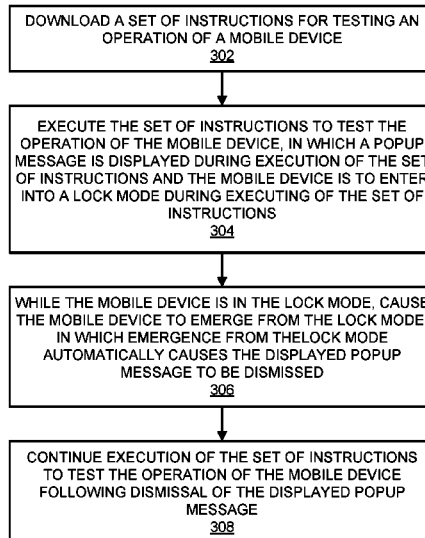 DOWNLOAD A SET OF INSTRUCTIONS FOR TESTING AN
OPERATION OF A MOBILE DEVICE
302
EXECUTE THE SET OF INSTRUCTIONS TO TEST THE
OPERATION OF THE MOBILE DEVICE, IN WHICH A POPUP
MESSAGE IS DISPLAYED DURING EXECUTION OF THE SET
OF INSTRUCTIONS AND THE MOBILE DEVICE IS TO ENTER
INTO A LOCK MODE DURING EXECUTING OF THE SET OF
INSTRUCTIONS
304
WHILE THE MOBILE DEVICE IS IN THE LOCK MODE, CAUSE
THE MOBILE DEVICE TO EMERGE FROM THE LOCK MODE,
IN WHICH EMERGENCE FROM THELOCK MODE
AUTOMATICALLY CAUSES THE DISPLAYED POPUP
MESSAGE TO BE DISMISSED
306
CONTINUE EXECUTION OF THE SET OF INSTRUCTIONS
TO TEST THE OPERATION OF THE MOBILE DEVICE
FOLLOWING DISMISSAL OF THE DISPLAYED POPUP
MESSAGE
308